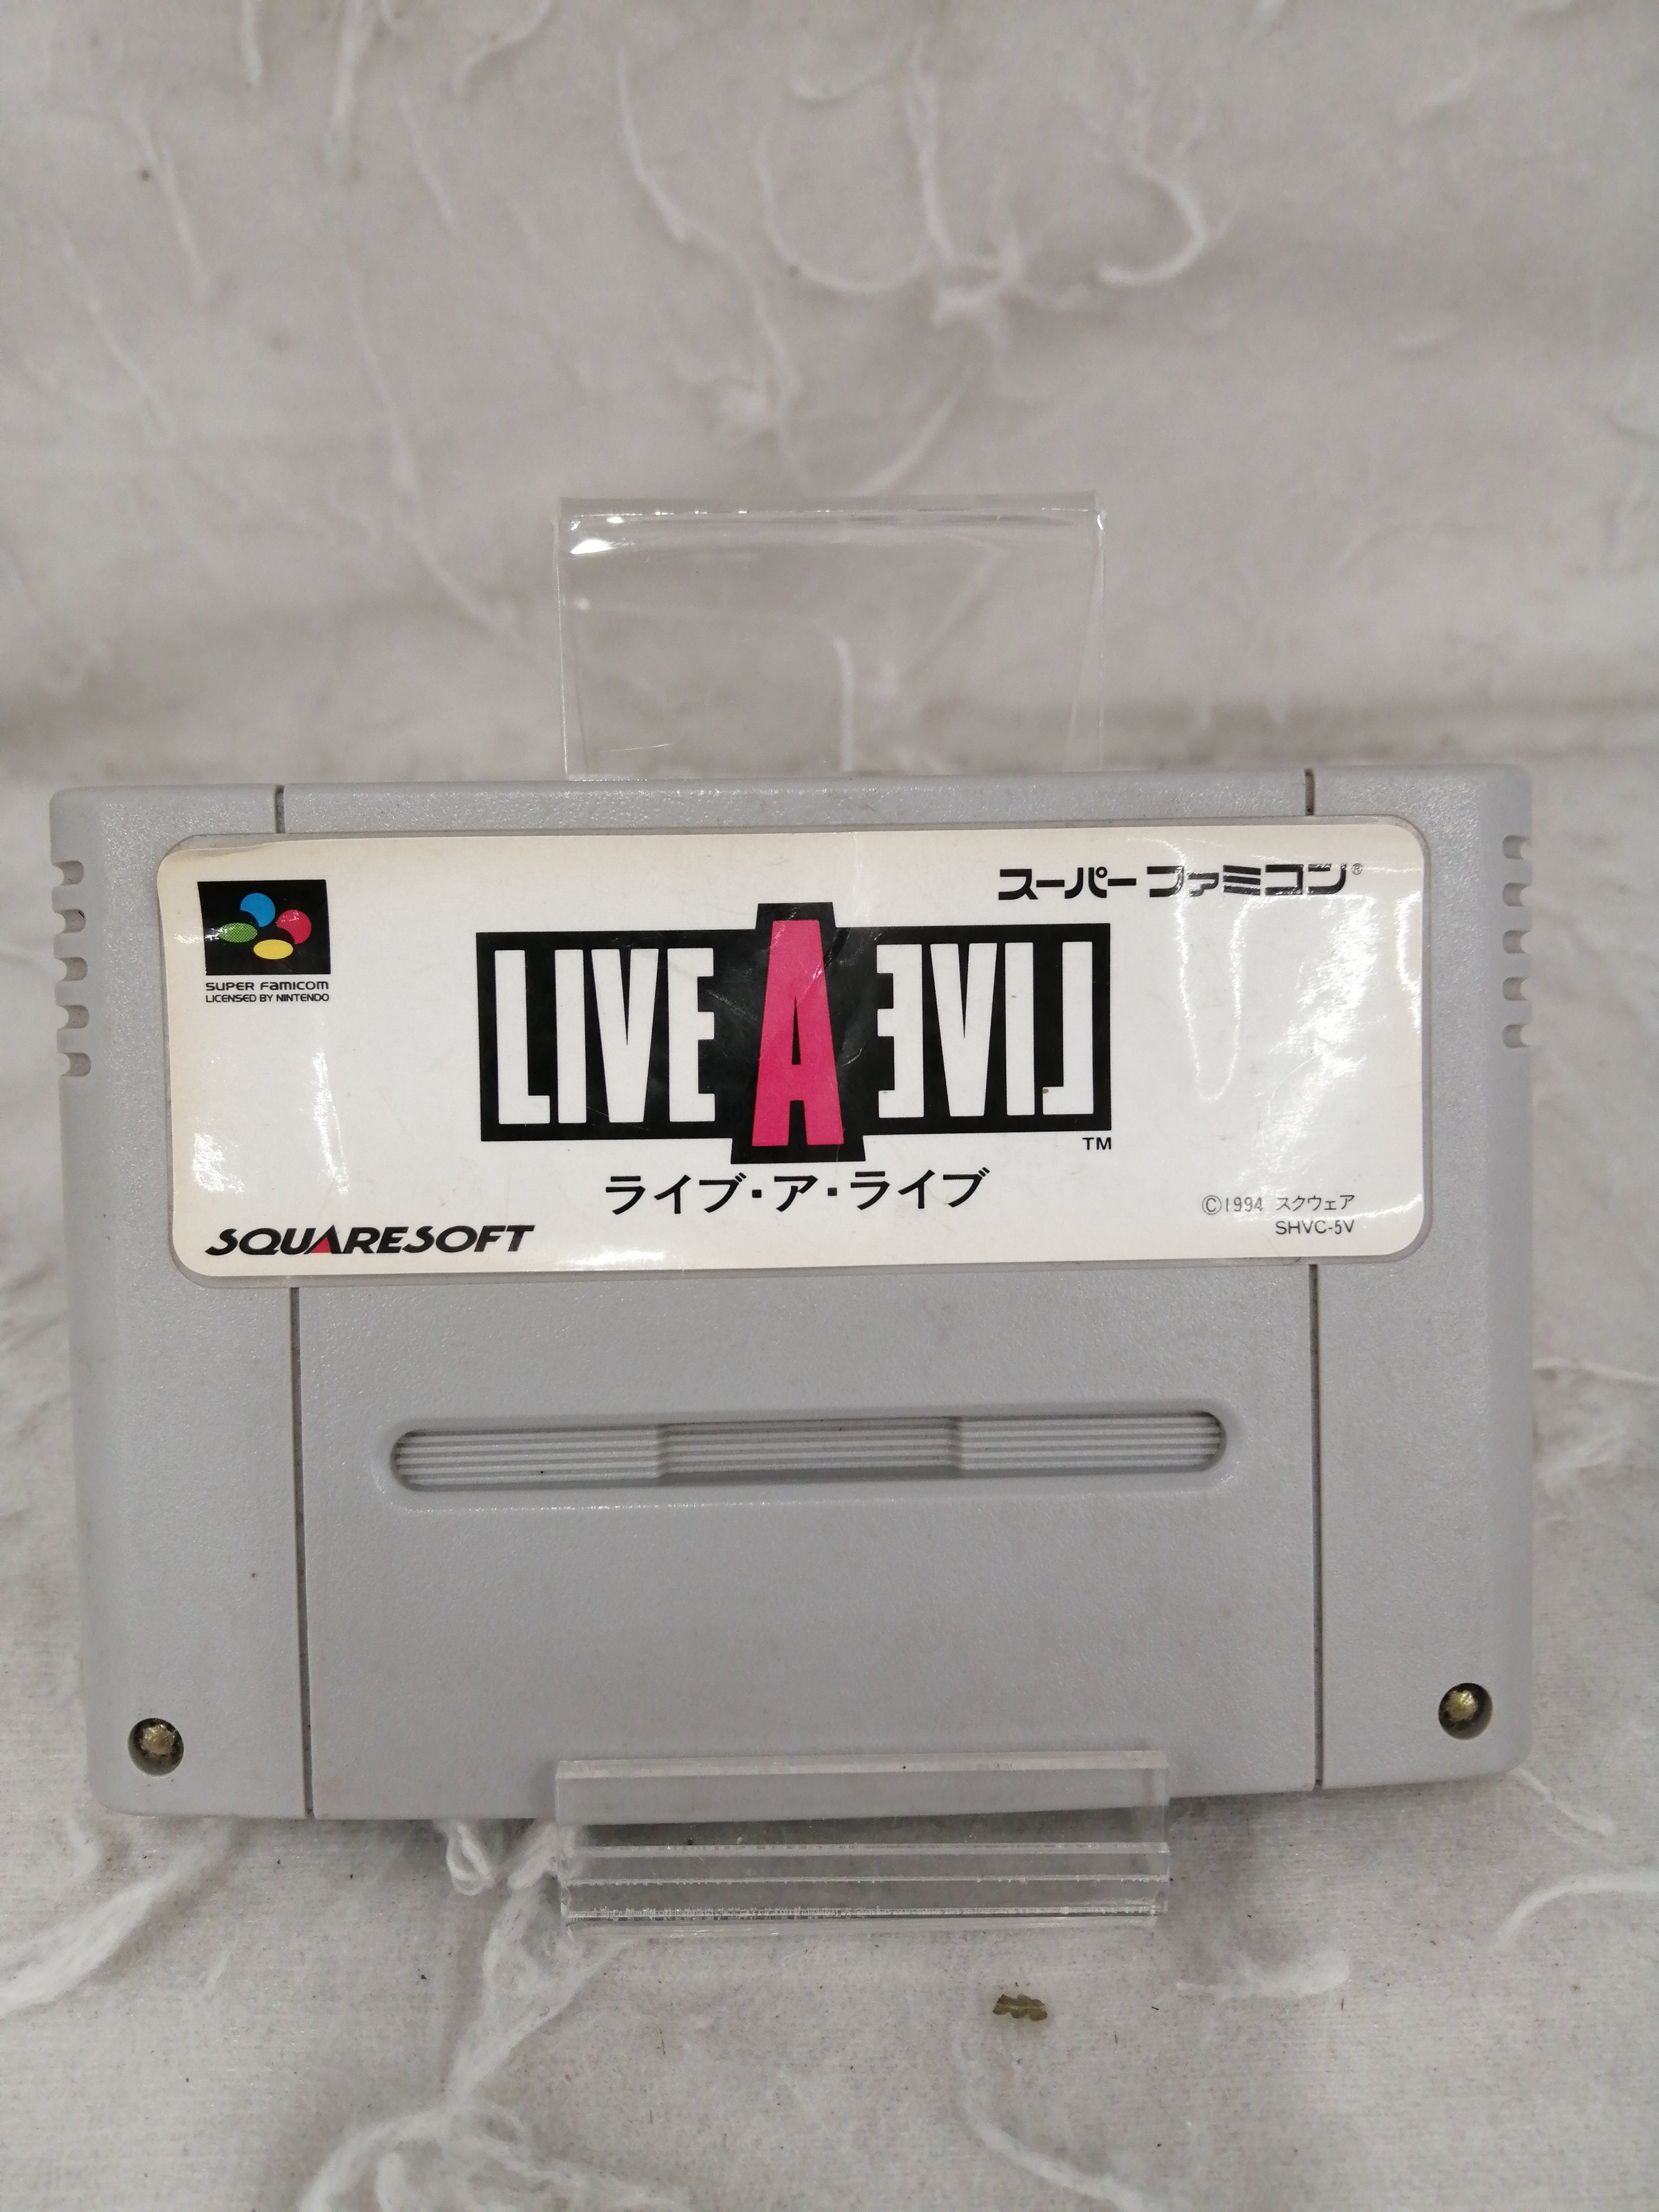 スーパーファミコン®
SUPER FAMICOM
LICENSED BY NINTENDO
LIVE A EVIL
TM
ライブ・ア・ライブ
©1994 スクウェア
SHVC-5V
SQUARESOFT